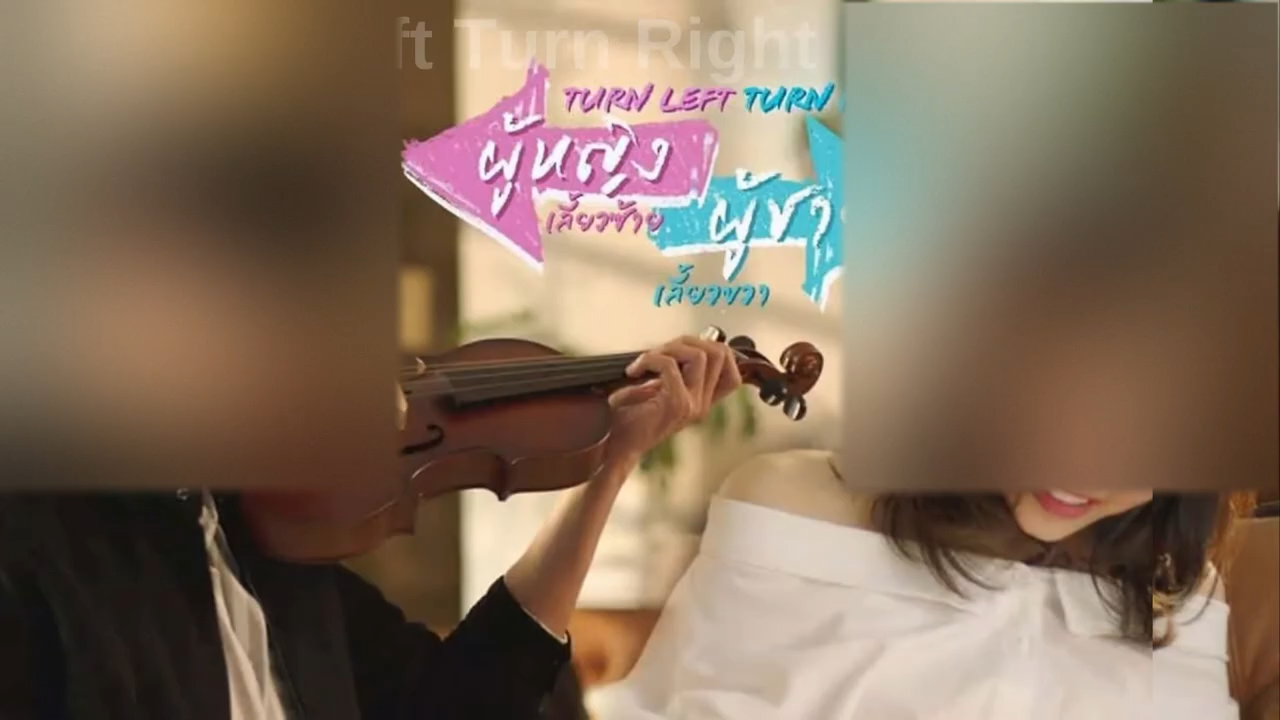 ft Turn Right
TURN LEFT TURN
ผู้หญิง
เลี้ยวซ้าย
ผู้ชา
เลี้ยวขวา